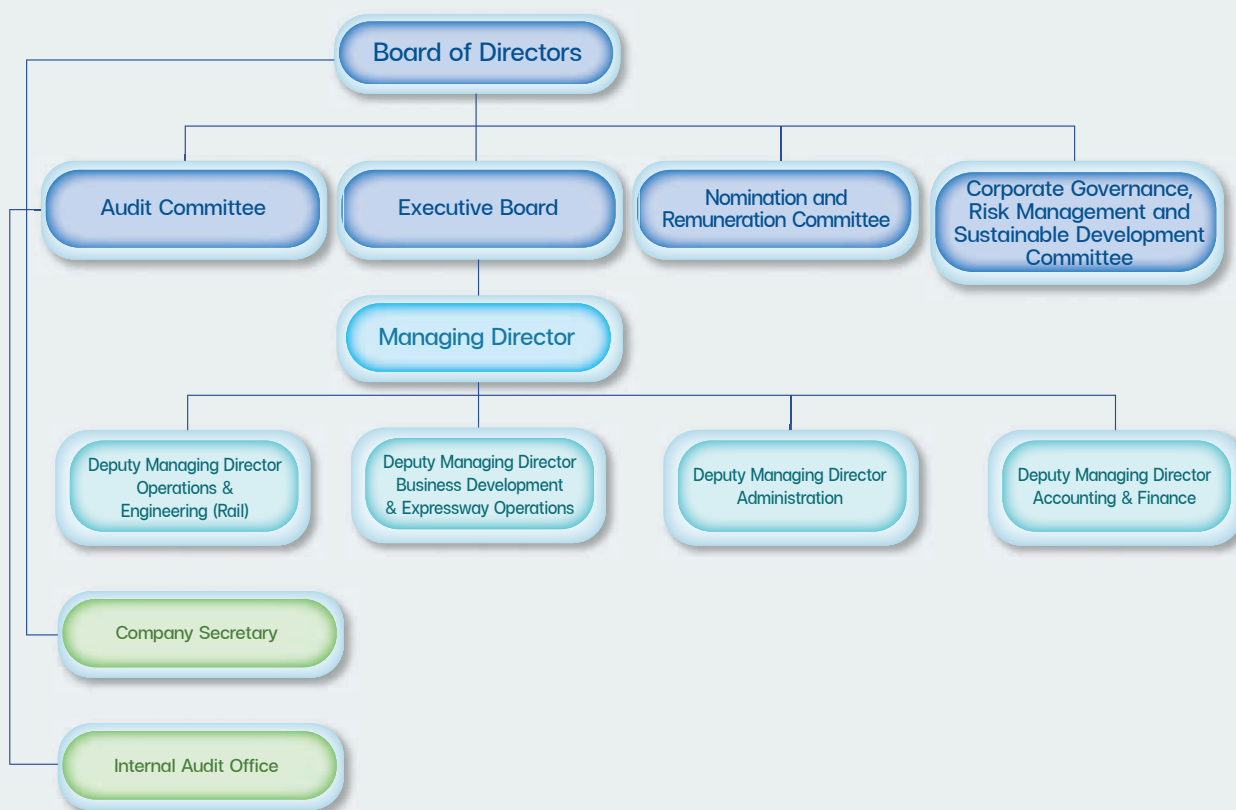 Board of Directors
Audit Committee
Executive Board
Nomination and
Remuneration Committee
Corporate Governance,
Risk Management and
Sustainable Development
Committee
Managing Director
Deputy Managing Director
Operations &
Engineering (Rail)
Deputy Managing Director
Business Development
& Expressway Operations
Deputy Managing Director
Administration
Deputy Managing Director
Accounting & Finance
Company Secretary
Internal Audit Office